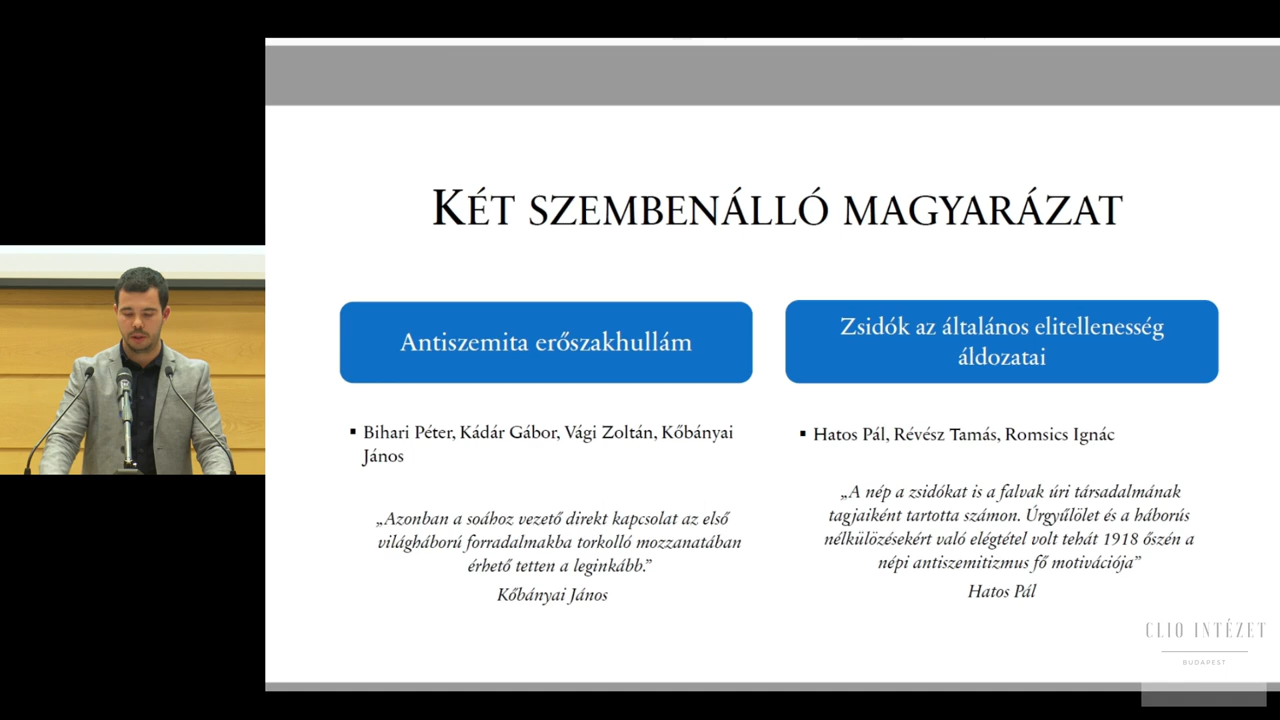 KÉT SZEMBENÁLLÓ MAGYARÁZAT
Antiszemita erőszakhullám
▪ Bihari Péter, Kádár Gábor, Vági Zoltán, Kőbányai
János
„Azonban a soához vezető direkt kapcsolat az első
világháború forradalmakba torkolló mozzanatában
érhető tetten a leginkább.”
Kőbányai János
Zsidók az általános elitellenesség
áldozatai
▪ Hatos Pál, Révész Tamás, Romsics Ignác
„A nép a zsidókat is a falvak úri társadalmának
tagjaiként tartotta számon. Úrgyűlölet és a háborús
nélkülözésekért való elégtétel volt tehát 1918 őszén a
népi antiszemitizmus fő motivációja”
Hatos Pál
CLIO INTÉZET
BUDAPEST